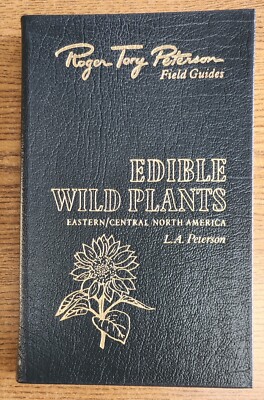 Roger Tory Peterson
Field Guides
EDIBLE
WILD PLANTS
EASTERN/CENTRAL NORTH AMERICA
L.A. Peterson